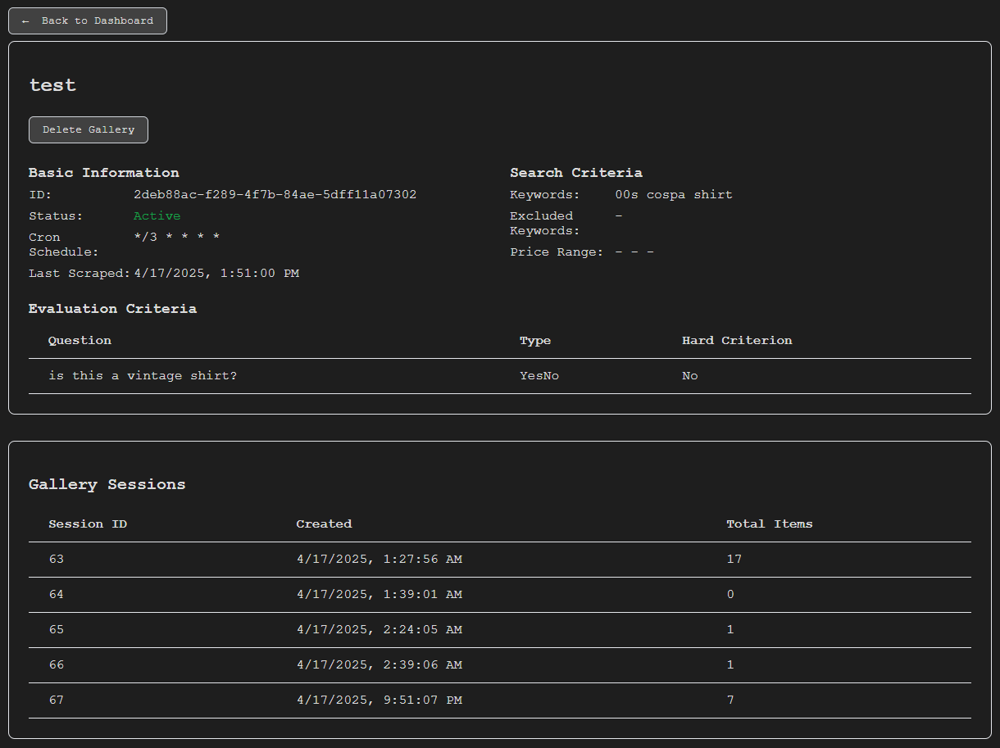 ← Back to Dashboard
test
Delete Gallery
Basic Information
ID: 2deb88ac-f289-4f7b-84ae-5dff11a07302
Status: Active
Cron Schedule: */3 * * * *
Last Scraped: 4/17/2025, 1:51:00 PM
Search Criteria
Keywords: 00s cospa shirt
Excluded Keywords: -
Price Range: - - -
Evaluation Criteria
Question Type Hard Criterion
is this a vintage shirt? YesNo No
Gallery Sessions
Session ID Created Total Items
63 4/17/2025, 1:27:56 AM 17
64 4/17/2025, 1:39:01 AM 0
65 4/17/2025, 2:24:05 AM 1
66 4/17/2025, 2:39:06 AM 1
67 4/17/2025, 9:51:07 PM 7